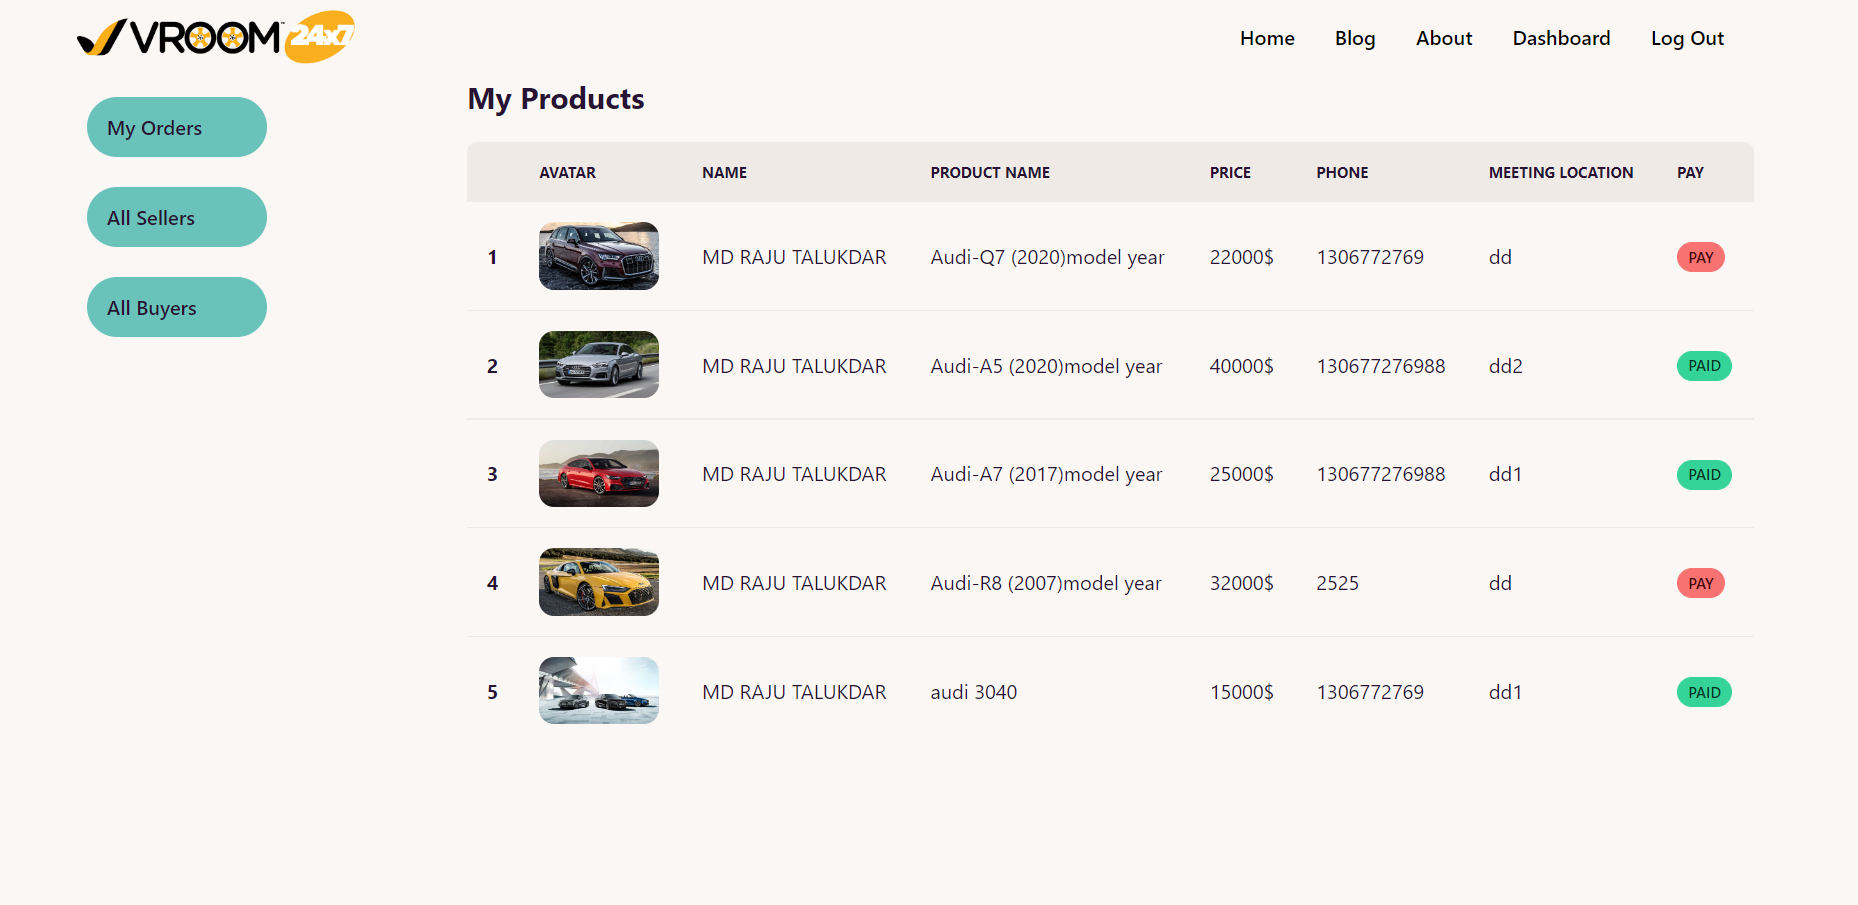 VROOM™ 24x7
Home Blog About Dashboard Log Out
My Orders
All Sellers
All Buyers
My Products
AVATAR NAME PRODUCT NAME PRICE PHONE MEETING LOCATION PAY
1 MD RAJU TALUKDAR Audi-Q7 (2020)model year 22000$ 1306772769 dd PAY
2 MD RAJU TALUKDAR Audi-A5 (2020)model year 40000$ 130677276988 dd2 PAID
3 MD RAJU TALUKDAR Audi-A7 (2017)model year 25000$ 130677276988 dd1 PAID
4 MD RAJU TALUKDAR Audi-R8 (2007)model year 32000$ 2525 dd PAY
5 MD RAJU TALUKDAR audi 3040 15000$ 1306772769 dd1 PAID